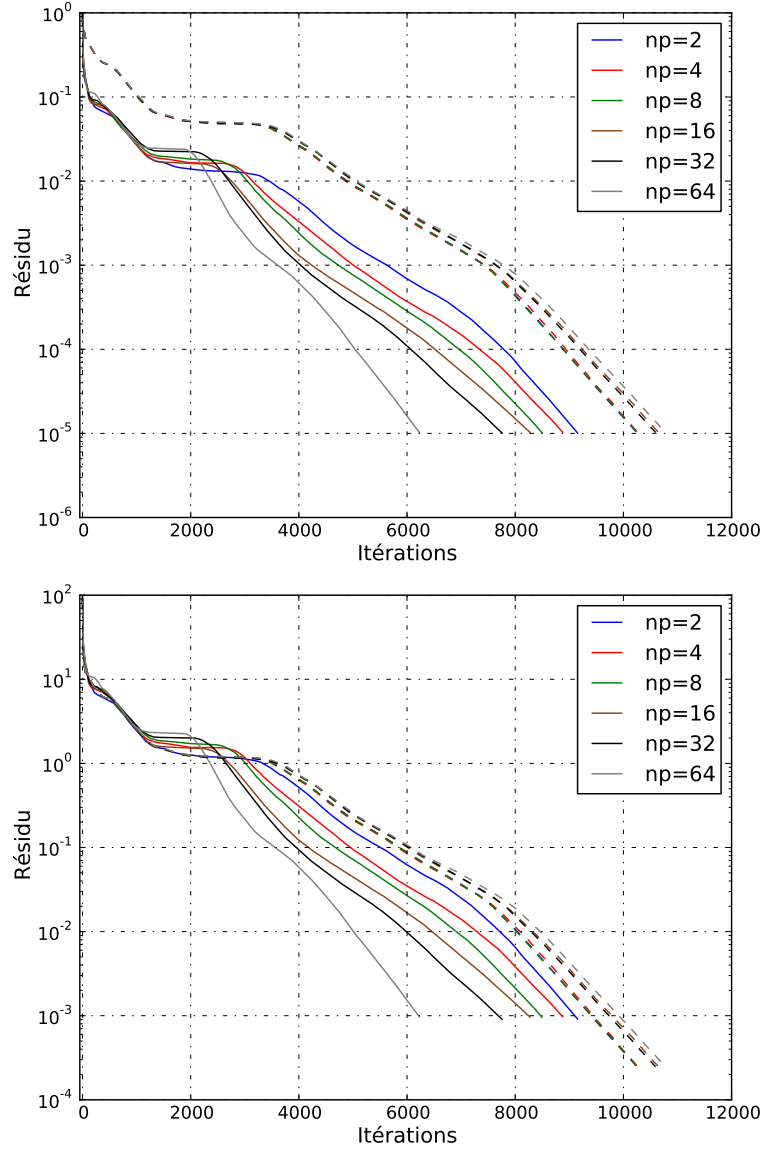 10^0
10^-1
10^-2
10^-3
10^-4
10^-5
10^-6
Résidu
np=2
np=4
np=8
np=16
np=32
np=64
0 2000 4000 6000 8000 10000 12000
Itérations
10^2
10^1
10^0
10^-1
10^-2
10^-3
10^-4
Résidu
np=2
np=4
np=8
np=16
np=32
np=64
0 2000 4000 6000 8000 10000 12000
Itérations